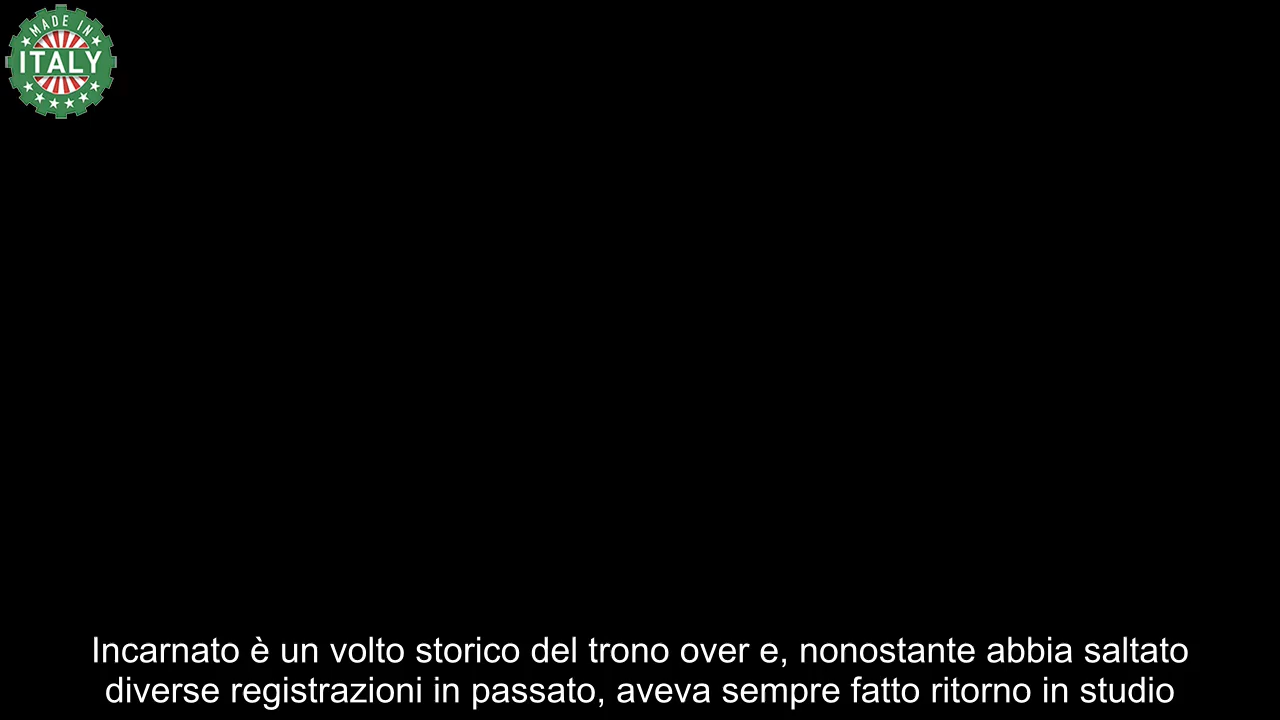 MADE IN
ITALY
Incarnato è un volto storico del trono over e, nonostante abbia saltato
diverse registrazioni in passato, aveva sempre fatto ritorno in studio